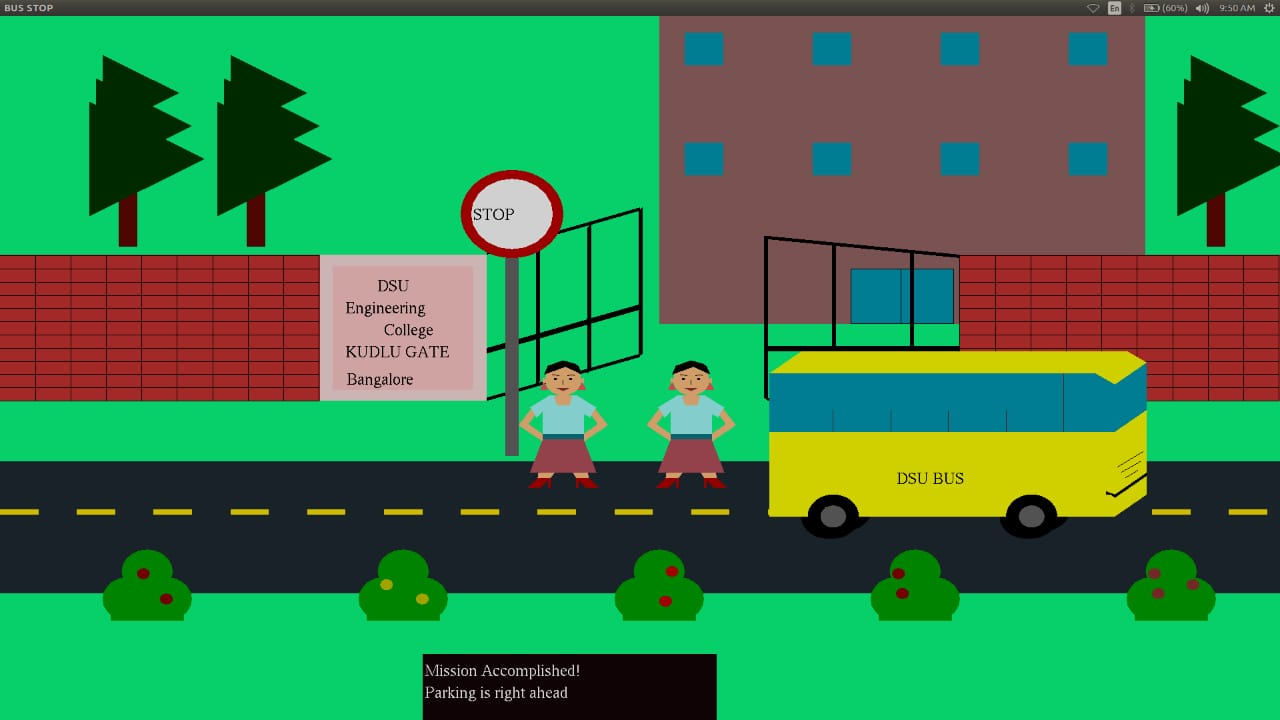 BUS STOP
En
(60%)
9:50 AM
STOP
DSU
Engineering
College
KUDLU GATE
Bangalore
DSU BUS
Mission Accomplished!
Parking is right ahead